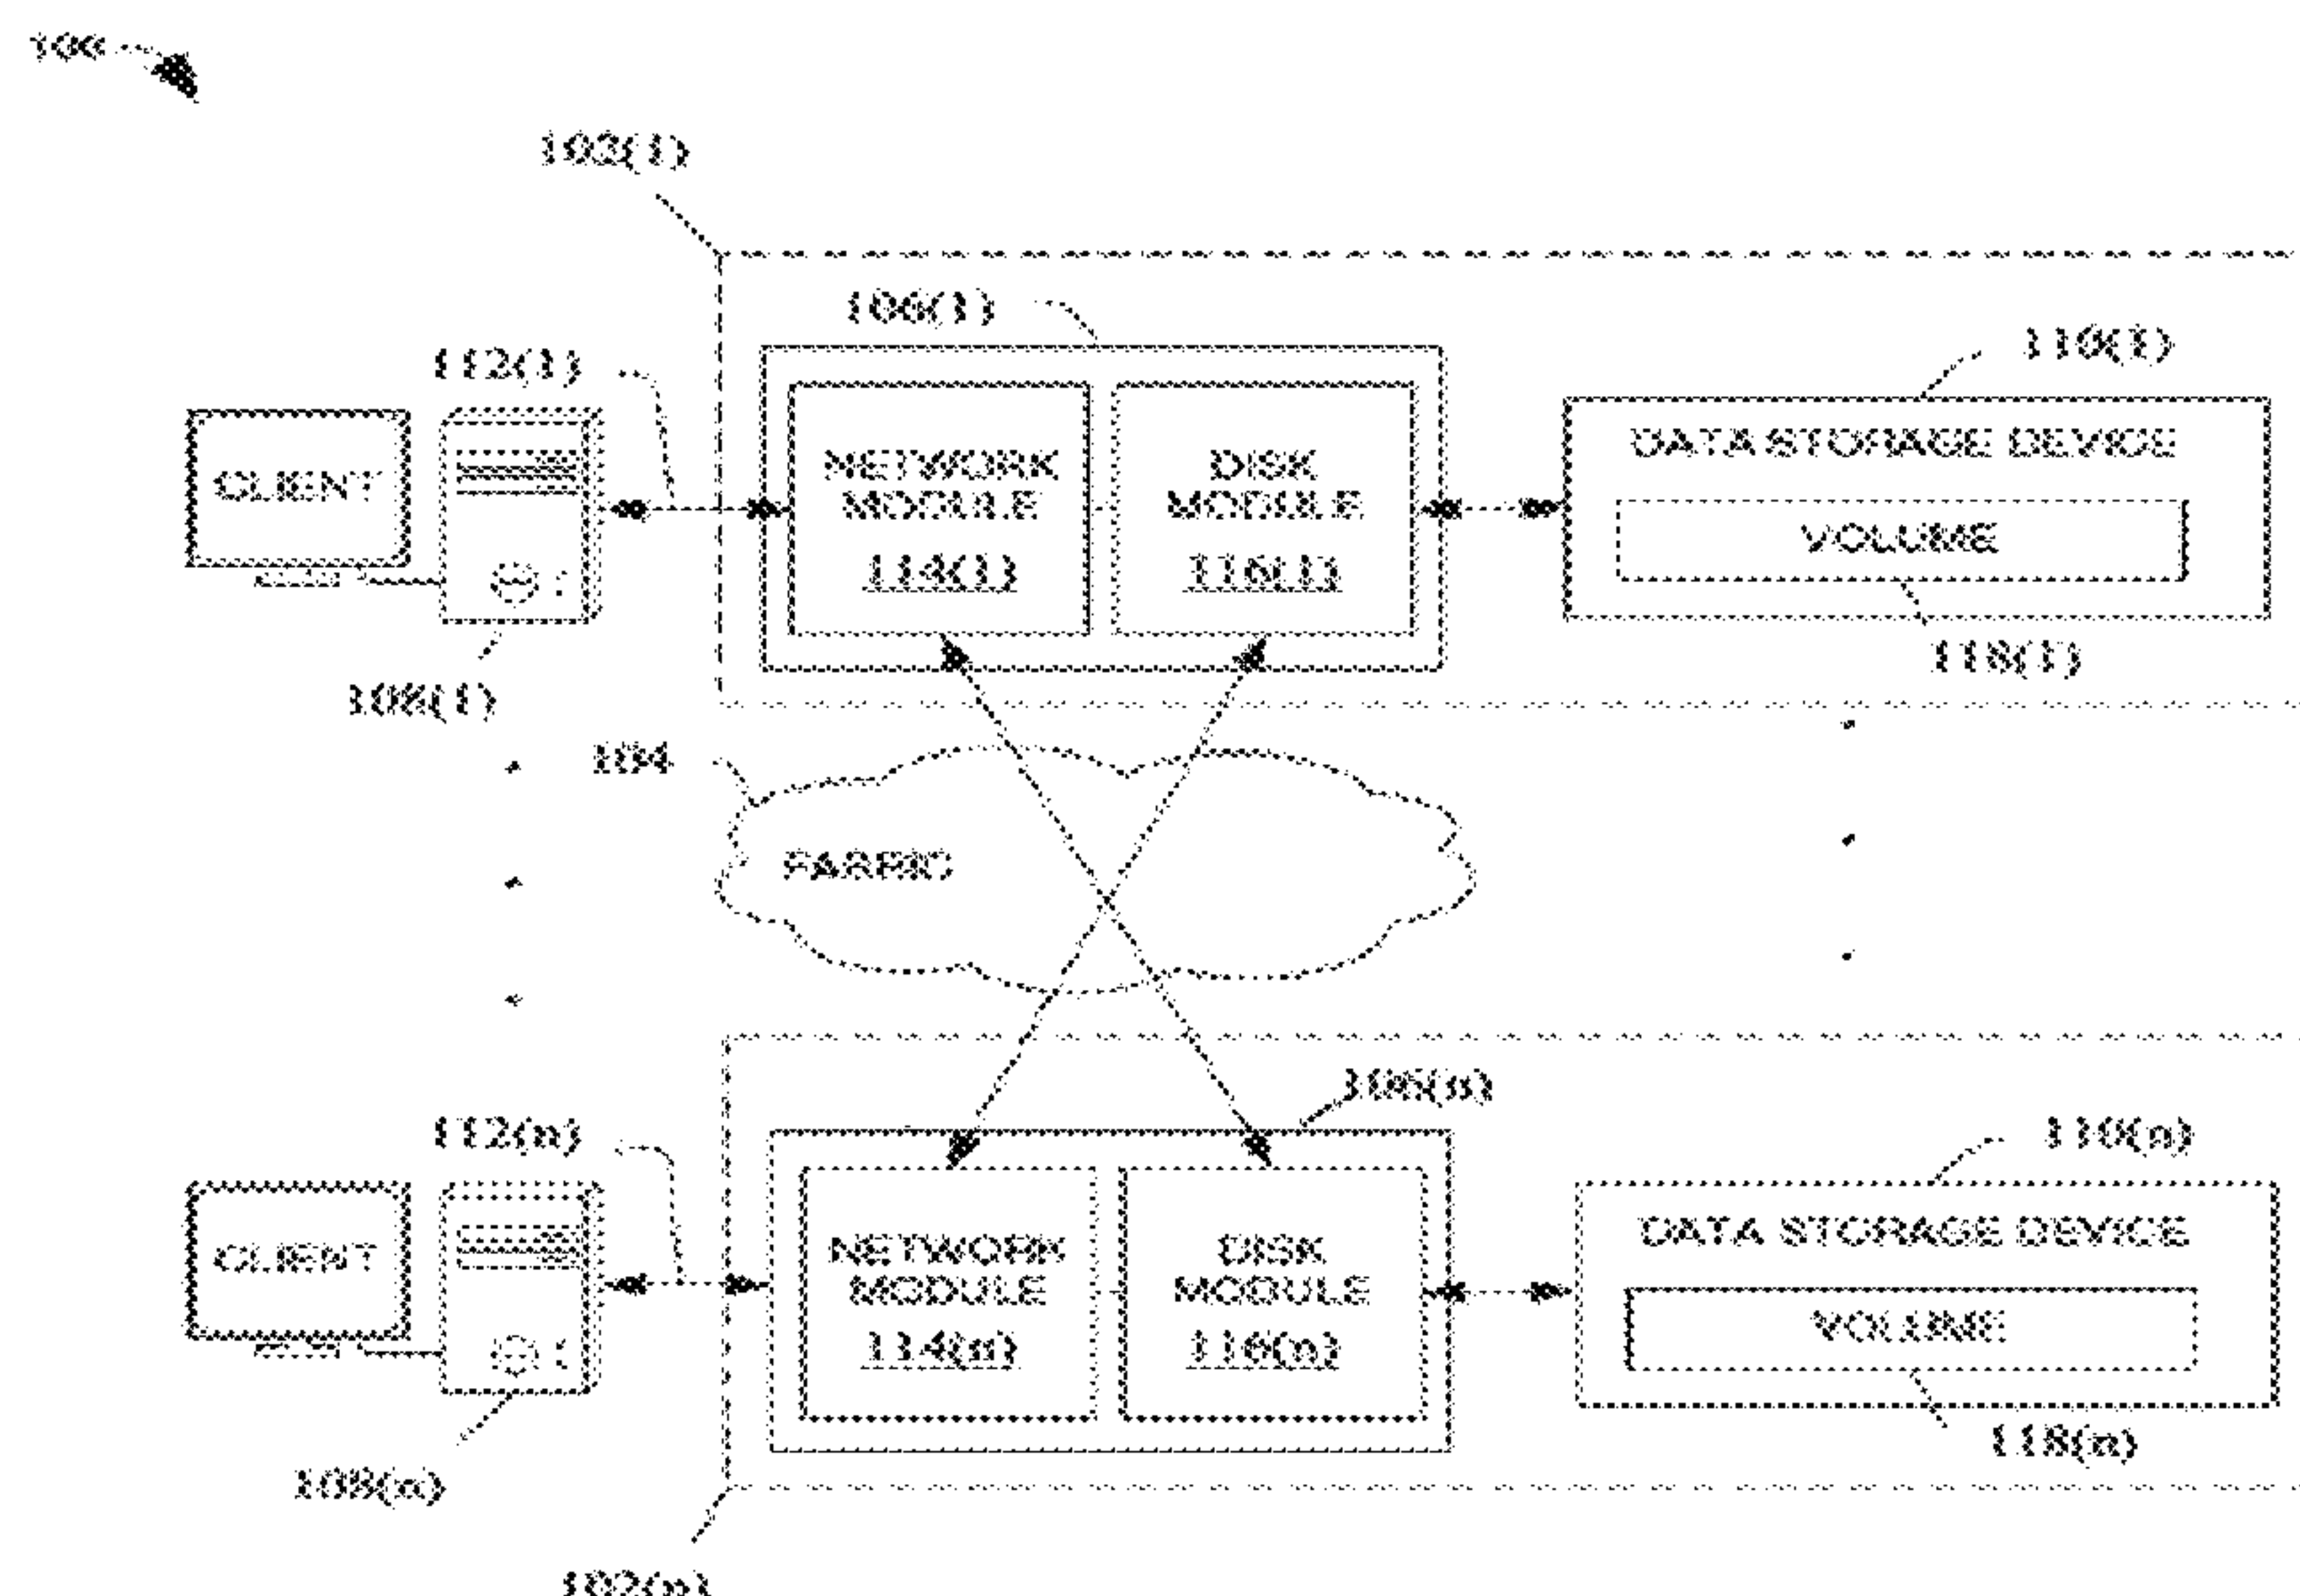 100
102(1)
106(1)
112(1)
110(1)
CLIENT
NETWORK
MODULE
114(1)
DISK
MODULE
116(1)
DATA STORAGE DEVICE
VOLUME
118(1)
108(1)
104
FABRIC
106(n)
112(n)
110(n)
CLIENT
NETWORK
MODULE
114(n)
DISK
MODULE
116(n)
DATA STORAGE DEVICE
VOLUME
118(n)
108(n)
102(n)